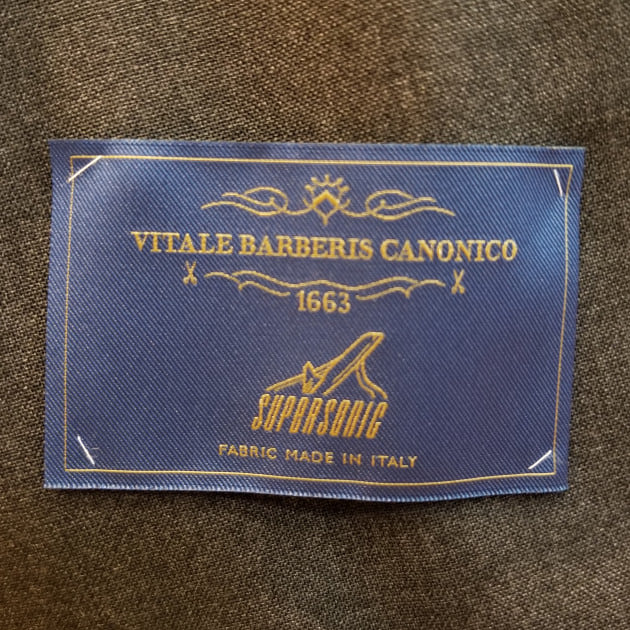 VITALE BARBERIS CANONICO
1663
SUPERSONIC
FABRIC MADE IN ITALY